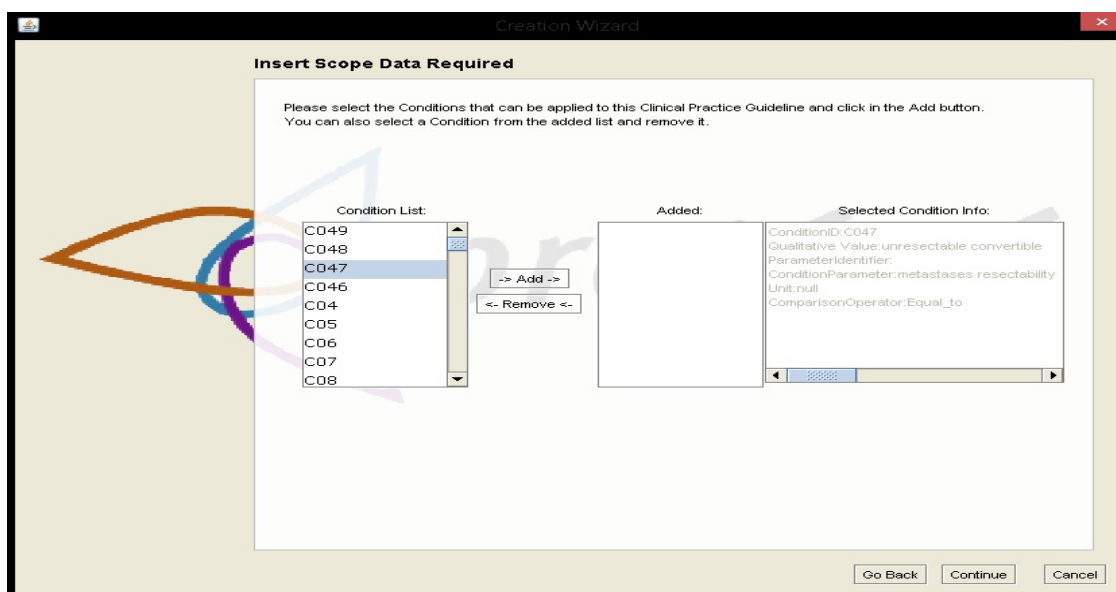 Creation Wizard
Insert Scope Data Required
Please select the Conditions that can be applied to this Clinical Practice Guideline and click in the Add button.
You can also select a Condition from the added list and remove it.
Condition List:
C049
C048
C047
C046
C04
C05
C06
C07
C08
-> Add ->
<- Remove <-
Added:
Selected Condition Info:
ConditionID:C047
Qualitative Value:unresectable convertible
ParameterIdentifier:
ConditionParameter:metastases resectability
Unit:null
ComparisonOperator:Equal_to
Go Back
Continue
Cancel